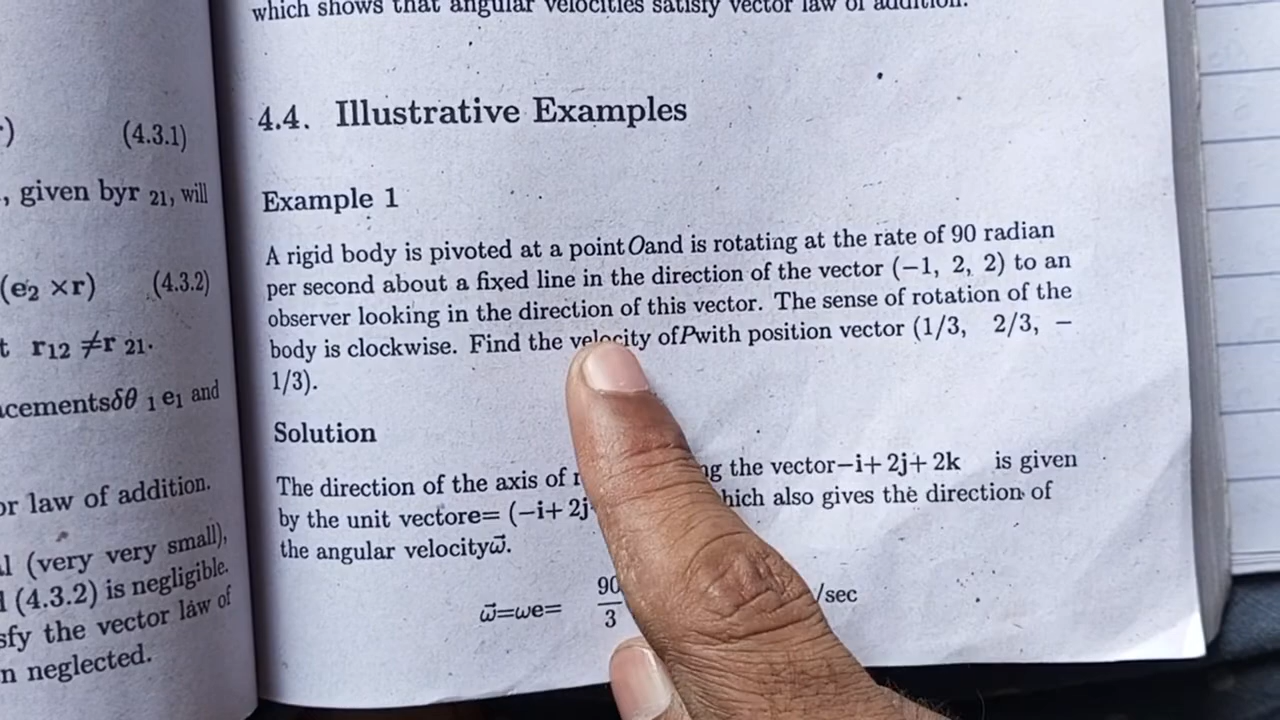 -) (4.3.1)
, given byr 21, will
(e2 ×r) (4.3.2)
t r12 ≠r 21.
acementsδθ 1 e1 and
or law of addition.
(very very small),
(4.3.2) is negligible.
sfy the vector law of
n neglected.
which shows that angular velocities satisfy vector law of addition.
4.4. Illustrative Examples
Example 1
A rigid body is pivoted at a point Oand is rotating at the rate of 90 radian
per second about a fixed line in the direction of the vector (−1, 2, 2) to an
observer looking in the direction of this vector. The sense of rotation of the
body is clockwise. Find the velocity ofPwith position vector (1/3, 2/3, −
1/3).
Solution
The direction of the axis of r ng the vector−i+ 2j+ 2k is given
by the unit vectore= (−i+ 2j hich also gives the direction of
the angular velocityω⃗.
ω⃗=ωe= 90/3 /sec